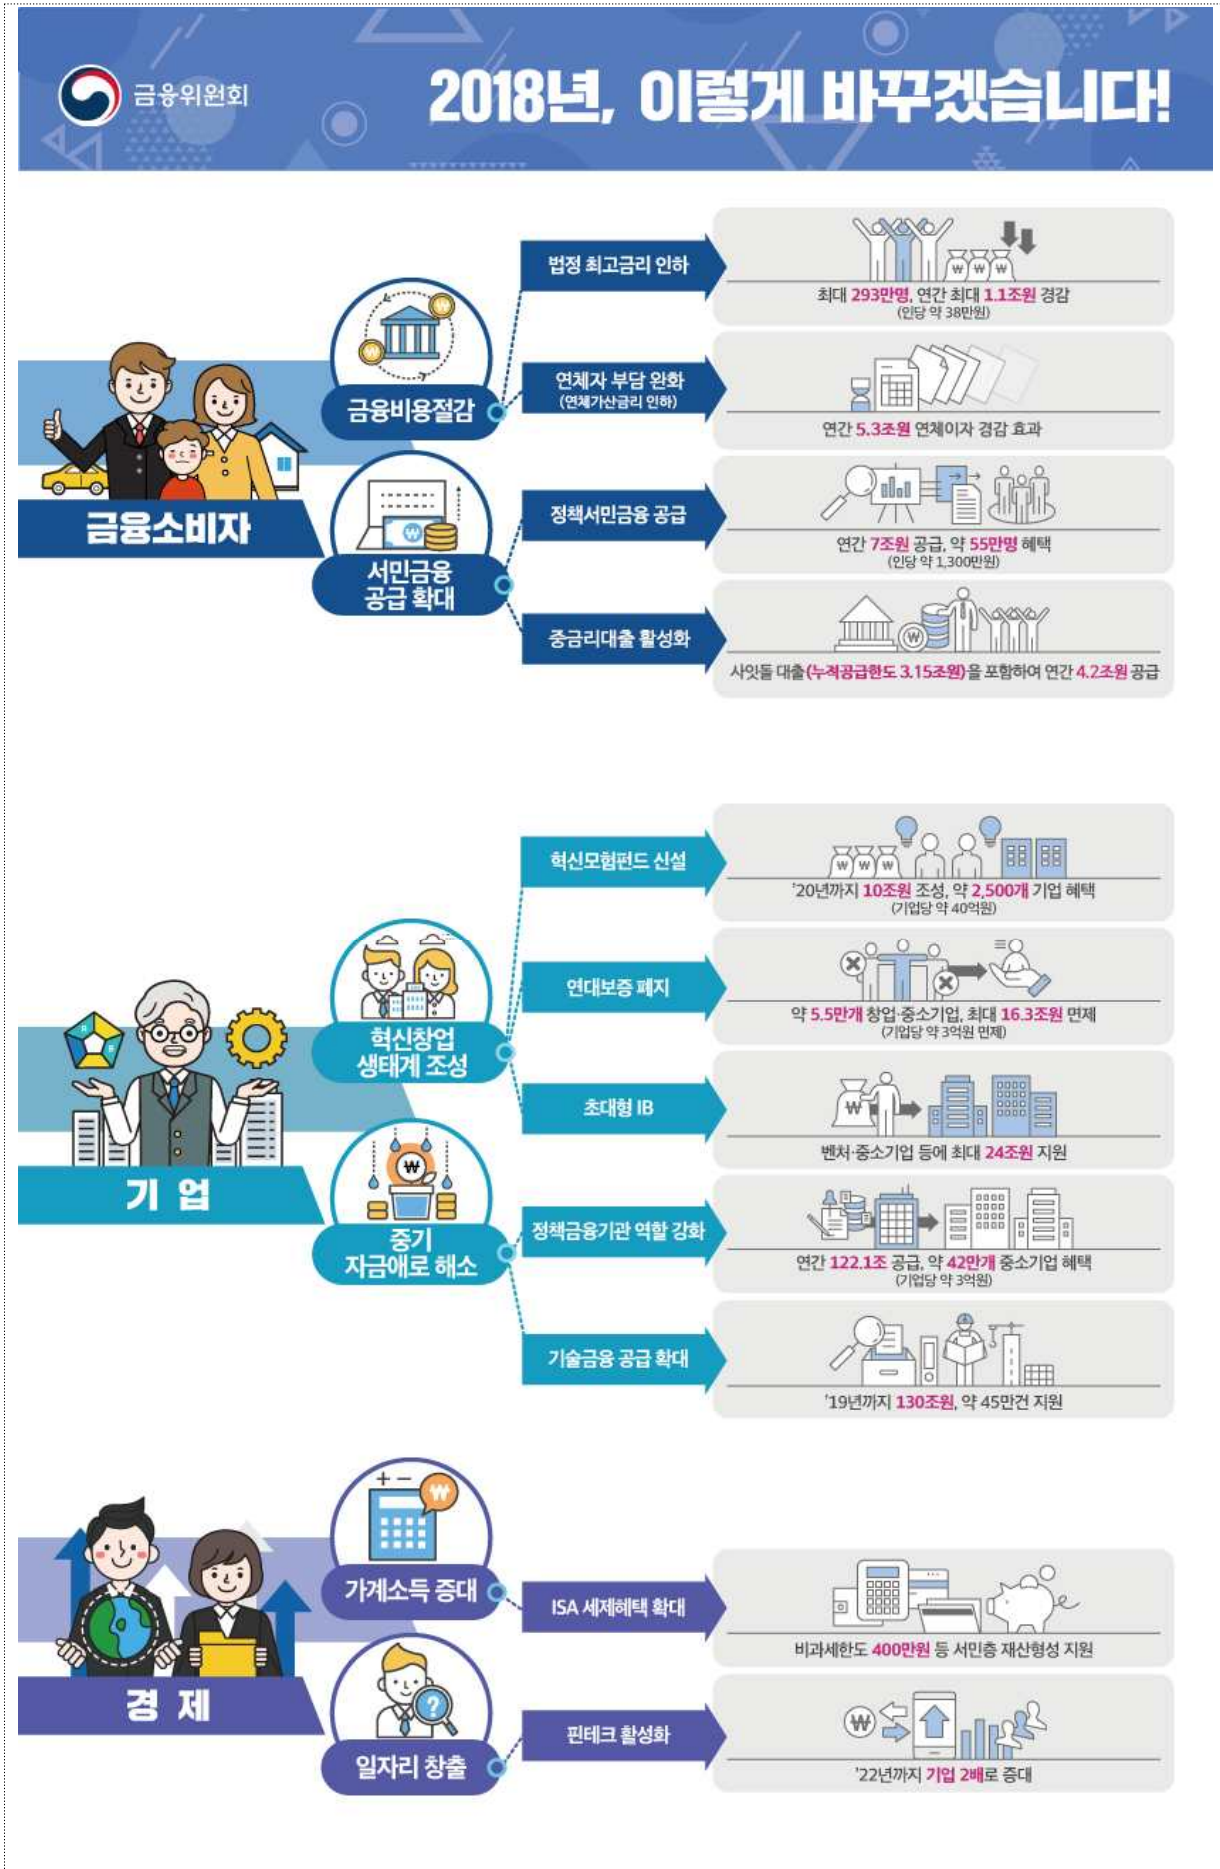 금융위원회
2018년, 이렇게 바꾸겠습니다!
금융소비자
금융비용절감
법정 최고금리 인하
최대 293만명, 연간 최대 1.1조원 경감
(인당 약 38만원)
연체자 부담 완화
(연체가산금리 인하)
연간 5.3조원 연체이자 경감 효과
서민금융
공급 확대
정책서민금융 공급
연간 7조원 공급, 약 55만명 혜택
(인당 약 1,300만원)
중금리대출 활성화
사잇돌 대출(누적공급한도 3.15조원)을 포함하여 연간 4.2조원 공급
기 업
혁신창업
생태계 조성
혁신모험펀드 신설
'20년까지 10조원 조성, 약 2,500개 기업 혜택
(기업당 약 40억원)
연대보증 폐지
약 5.5만개 창업·중소기업, 최대 16.3조원 면제
(기업당 약 3억원 면제)
초대형 IB
벤처·중소기업 등에 최대 24조원 지원
중기
자금애로 해소
정책금융기관 역할 강화
연간 122.1조 공급, 약 42만개 중소기업 혜택
(기업당 약 3억원)
기술금융 공급 확대
'19년까지 130조원, 약 45만건 지원
경 제
가계소득 증대
ISA 세제혜택 확대
비과세한도 400만원 등 서민층 재산형성 지원
일자리 창출
핀테크 활성화
'22년까지 기업 2배로 증대